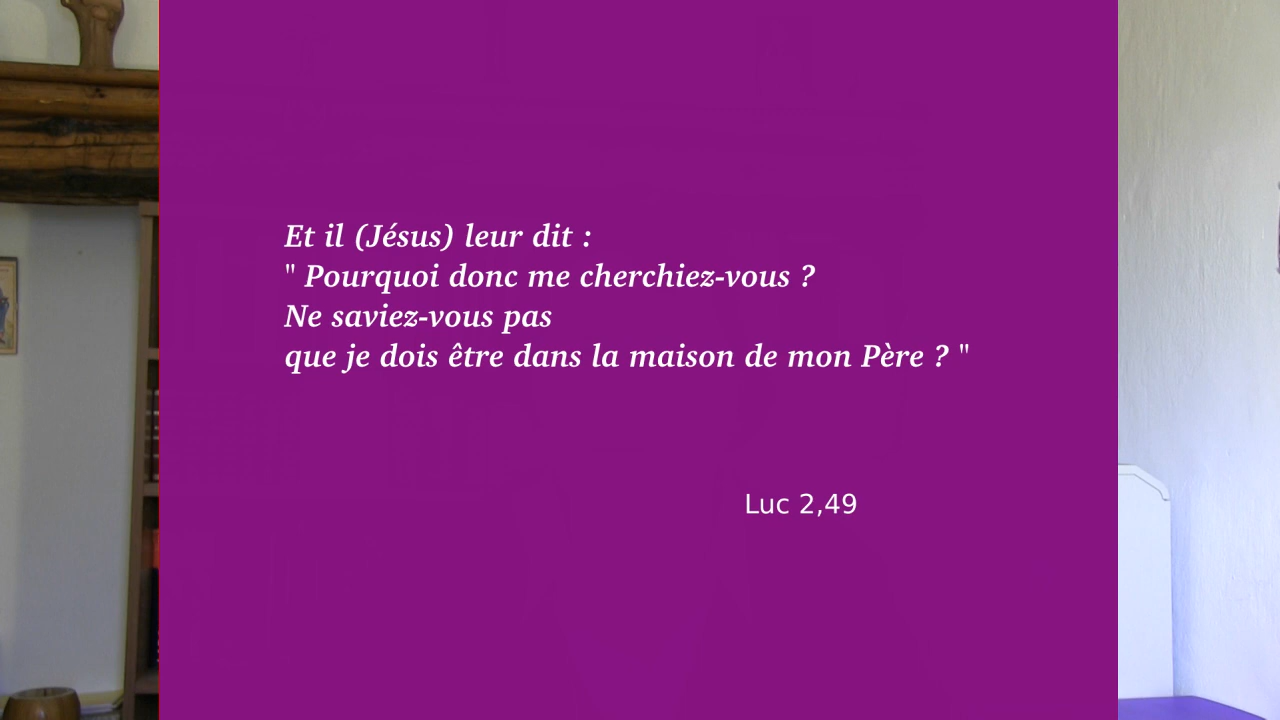 Et il (Jésus) leur dit :
" Pourquoi donc me cherchiez-vous ?
Ne saviez-vous pas
que je dois être dans la maison de mon Père ? "
Luc 2,49